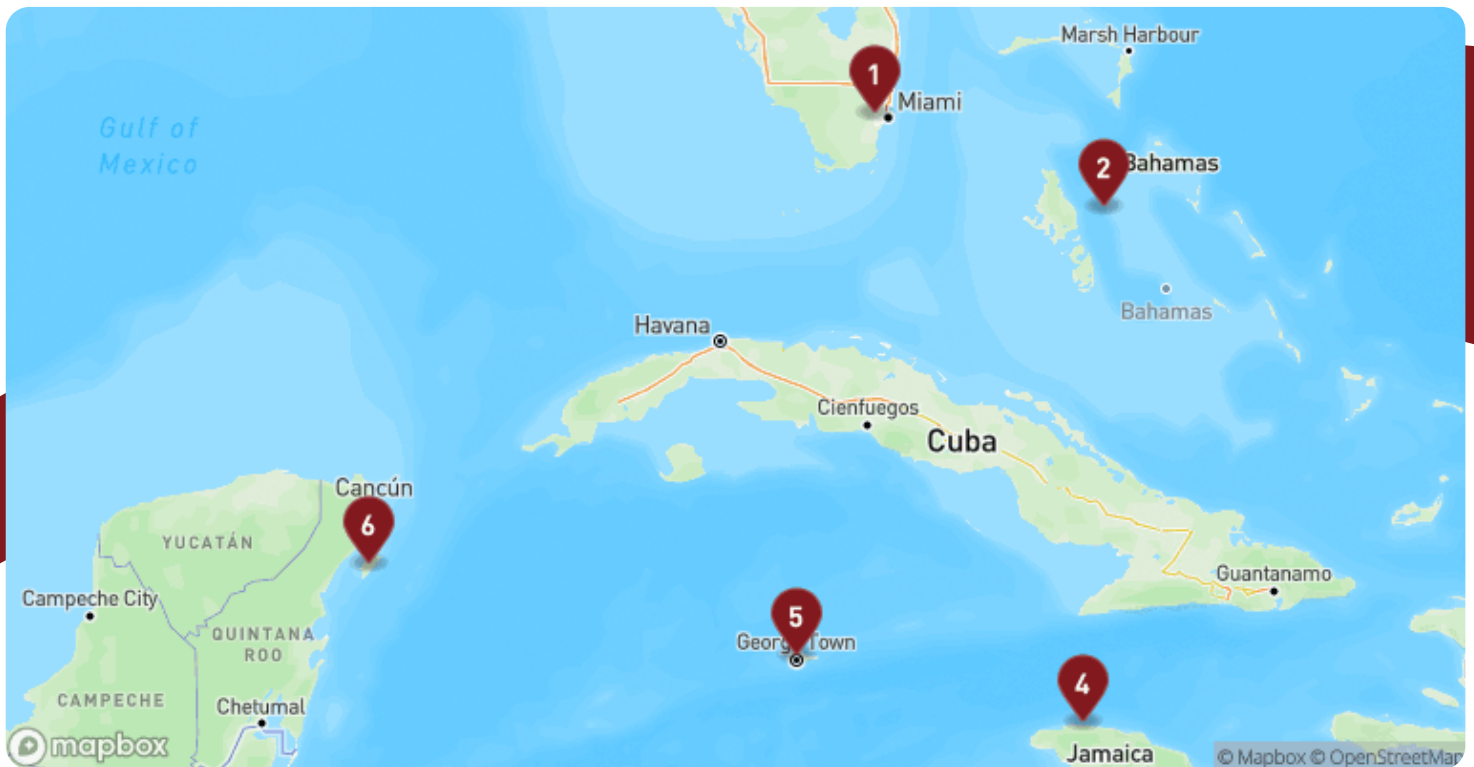 Marsh Harbour
1
Miami
Gulf of
Mexico
2
Bahamas
Bahamas
Havana
Cienfuegos
Cuba
Cancún
6
YUCATÁN
Guantanamo
Campeche City
5
QUINTANA
ROO
George Town
4
CAMPECHE
Chetumal
mapbox
Jamaica
© Mapbox © OpenStreetMap